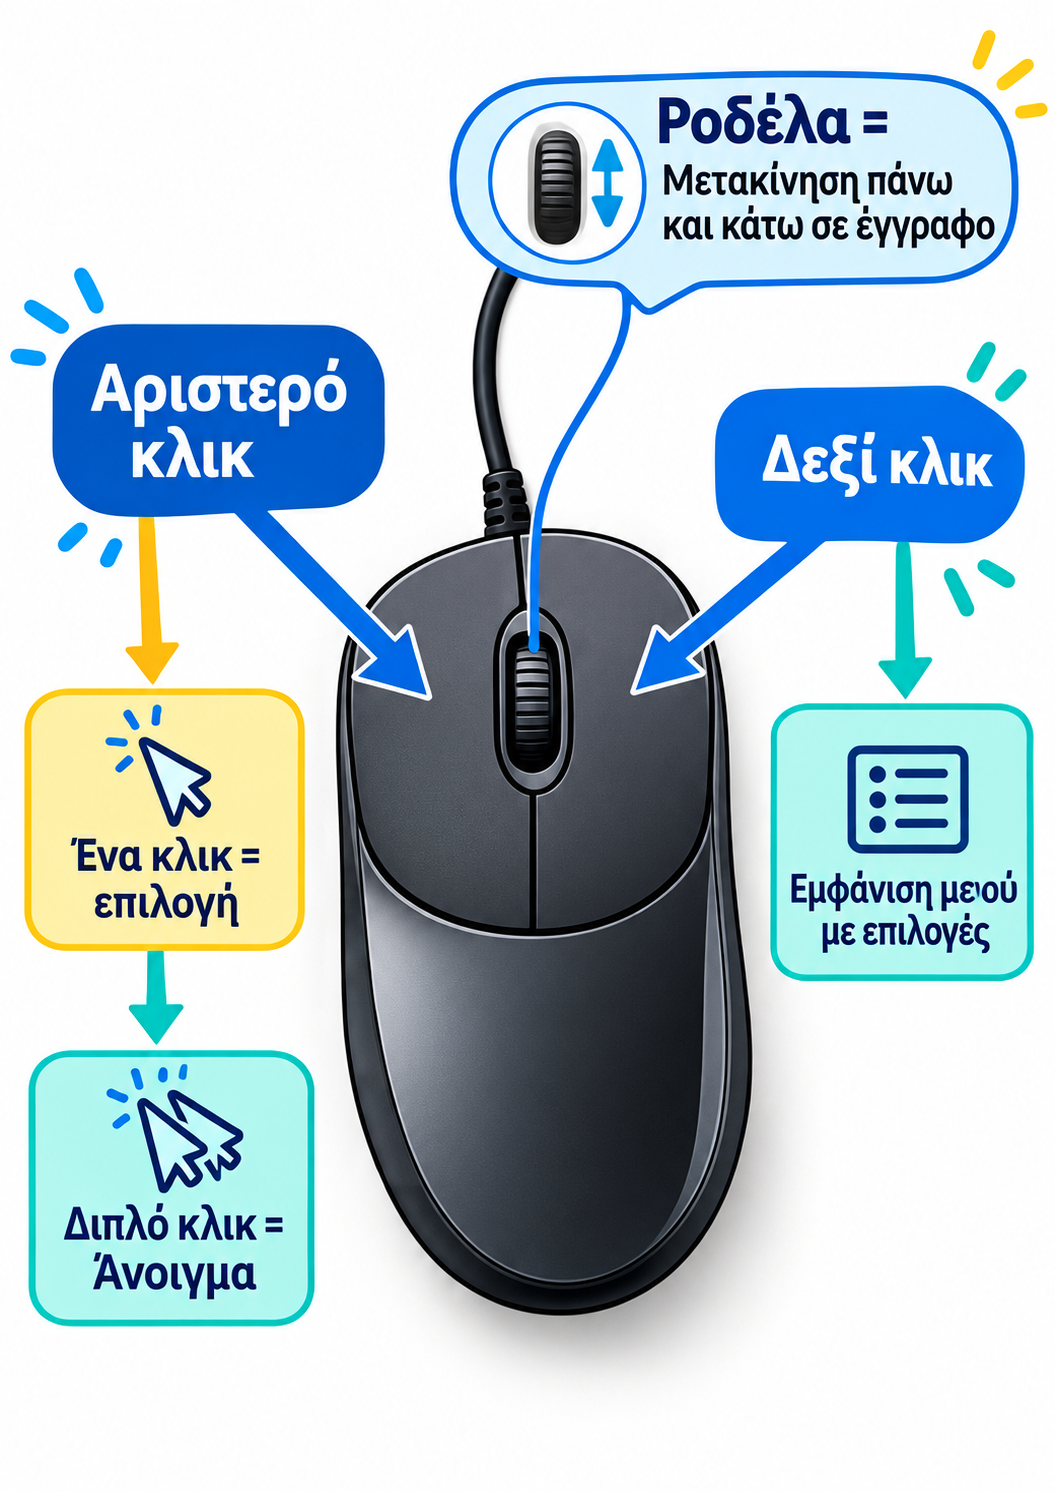 Ροδέλα =
Μετακίνηση πάνω
και κάτω σε έγγραφο
Αριστερό
κλικ
Δεξί κλικ
Ένα κλικ =
επιλογή
Εμφάνιση
με επιλογές
Διπλό κλικ =
Άνοιγμα